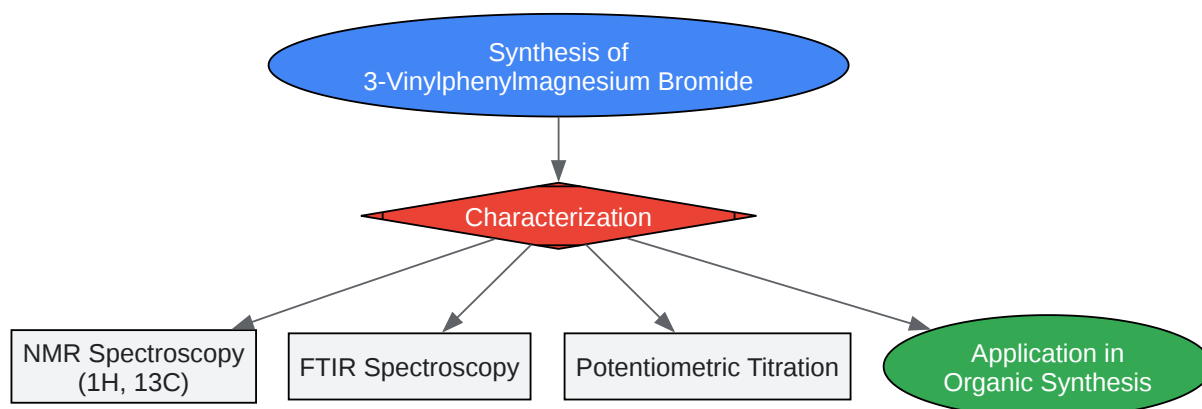 Synthesis of
3-Vinylphenylmagnesium Bromide
Characterization
NMR Spectroscopy
(1H, 13C)
FTIR Spectroscopy
Potentiometric Titration
Application in
Organic Synthesis